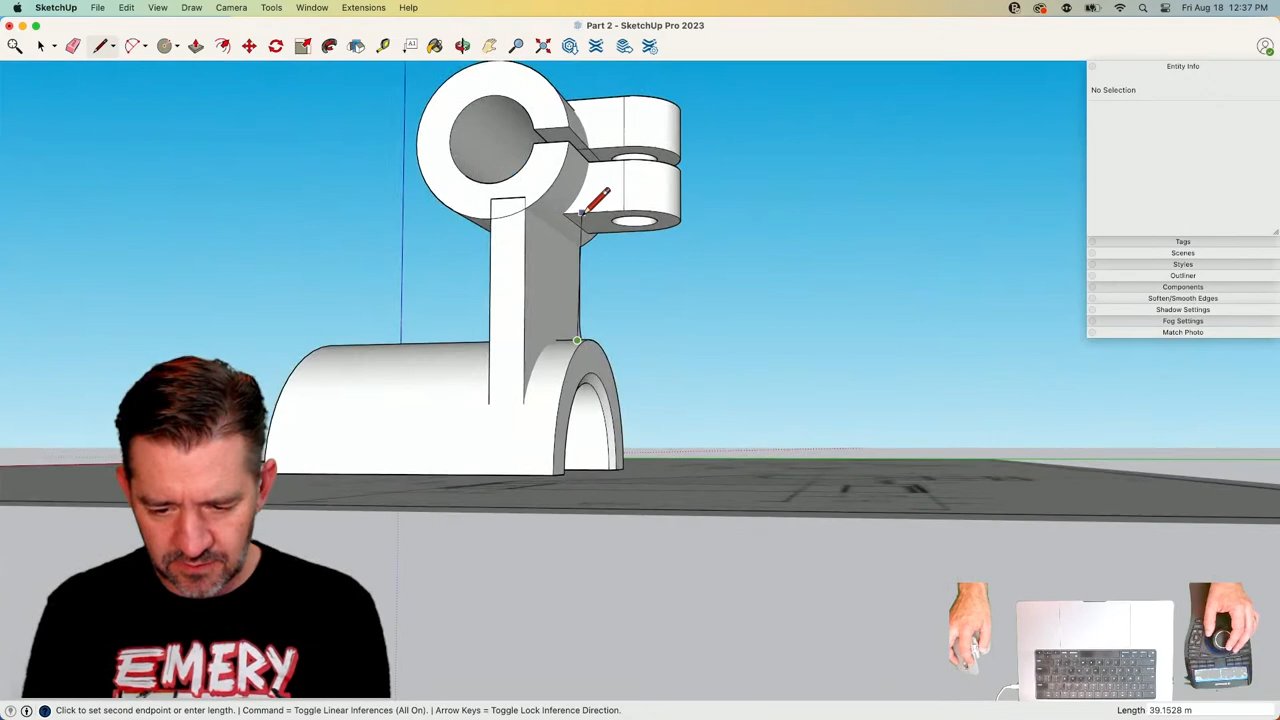 SketchUp File Edit View Draw Camera Tools Window Extensions Help
Fri Aug 18 12:37 PM
Part 2 - SketchUp Pro 2023
A1
Entity Info
No Selection
Tags
Scenes
Styles
Outliner
Components
Soften/Smooth Edges
Shadow Settings
Fog Settings
Match Photo
EMERY
Click to set second endpoint or enter length. | Command = Toggle Linear Inferences (All On). | Arrow Keys = Toggle Lock Inference Direction.
Length 39.1528 m